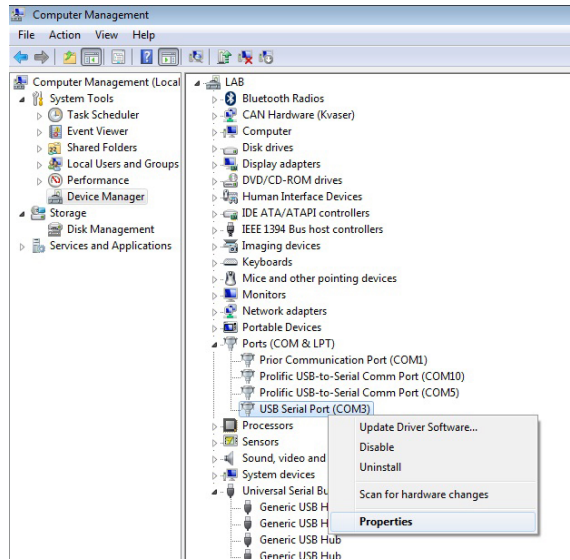 Computer Management
File Action View Help
Computer Management (Local
System Tools
Task Scheduler
Event Viewer
Shared Folders
Local Users and Groups
Performance
Device Manager
Storage
Disk Management
Services and Applications
LAB
Bluetooth Radios
CAN Hardware (Kvaser)
Computer
Disk drives
Display adapters
DVD/CD-ROM drives
Human Interface Devices
IDE ATA/ATAPI controllers
IEEE 1394 Bus host controllers
Imaging devices
Keyboards
Mice and other pointing devices
Monitors
Network adapters
Portable Devices
Ports (COM & LPT)
Prior Communication Port (COM1)
Prolific USB-to-Serial Comm Port (COM10)
Prolific USB-to-Serial Comm Port (COM5)
USB Serial Port (COM3)
Processors
Sensors
Sound, video and
System devices
Universal Serial Bu
Generic USB H
Generic USB H
Generic USB Hub
Generic USB Hub
Update Driver Software...
Disable
Uninstall
Scan for hardware changes
Properties